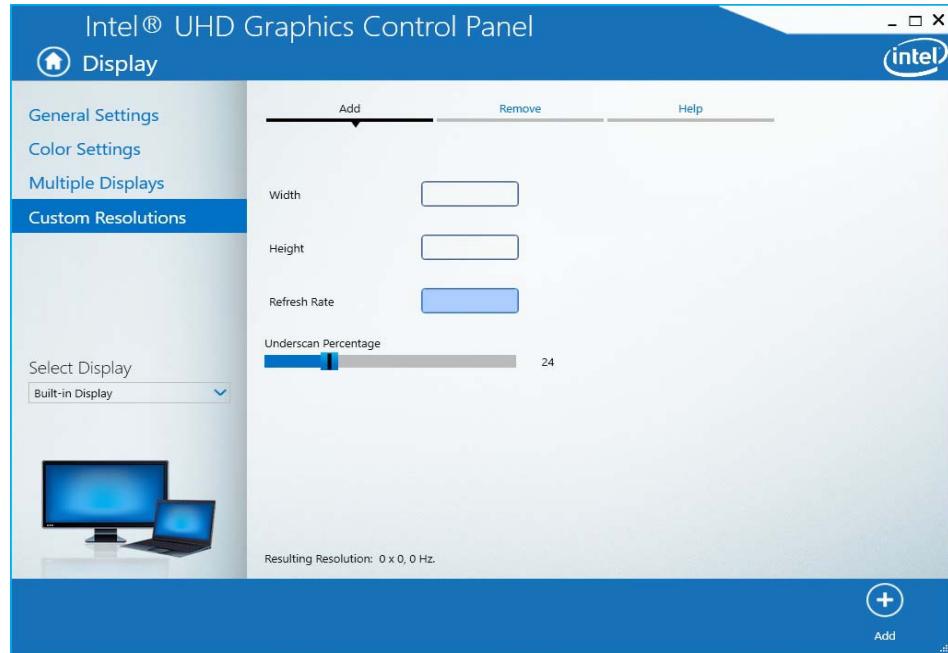 Intel® UHD Graphics Control Panel
Display
intel
General Settings
Color Settings
Multiple Displays
Custom Resolutions
Select Display
Built-in Display
Add Remove Help
Width
Height
Refresh Rate
Underscan Percentage
24
Resulting Resolution: 0 x 0, 0 Hz.
Add